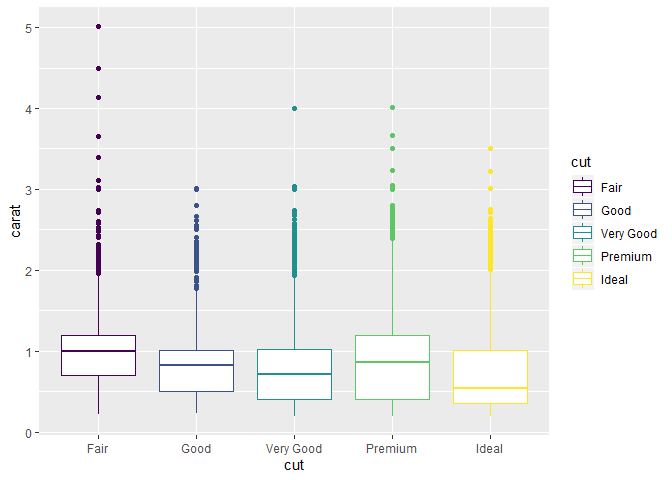 5
4
3
2
1
0
carat
Fair Good Very Good Premium Ideal
cut
cut
Fair
Good
Very Good
Premium
Ideal